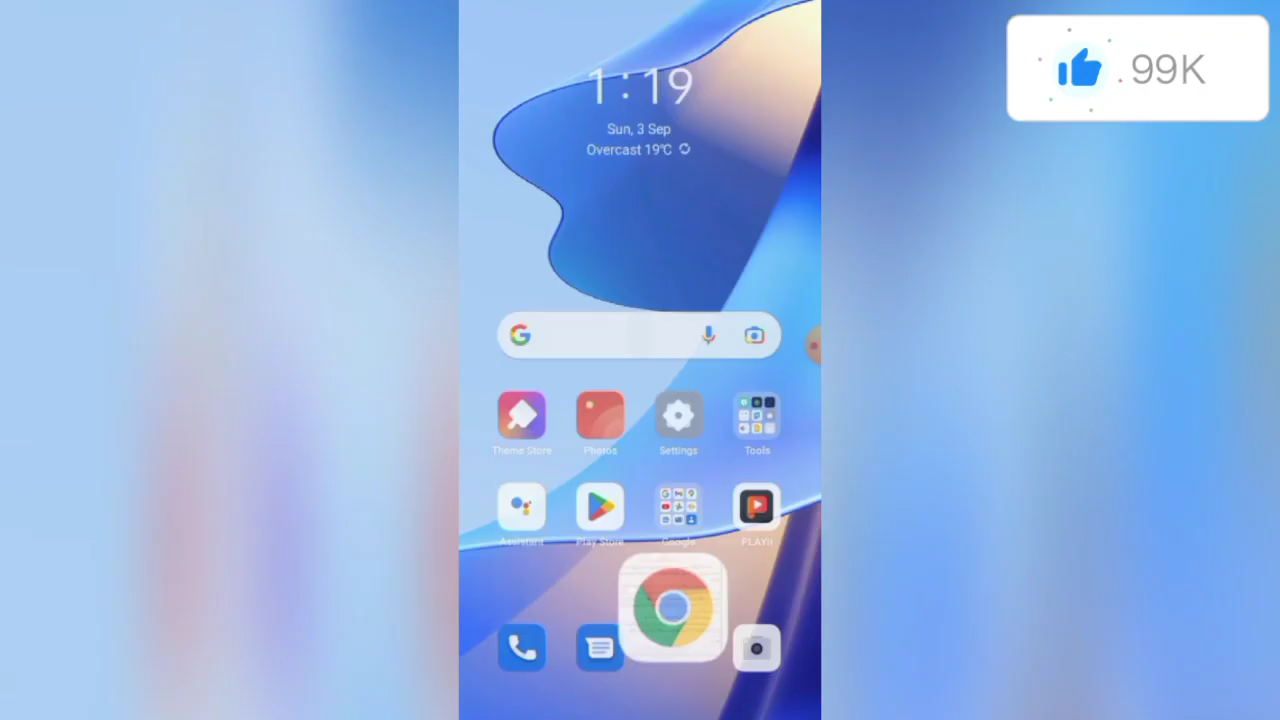 .99K
1:19
Sun, 3 Sep
Overcast 19°C
Theme Store
Photos
Settings
Tools
Assistant
Play Store
Google
PLAYit